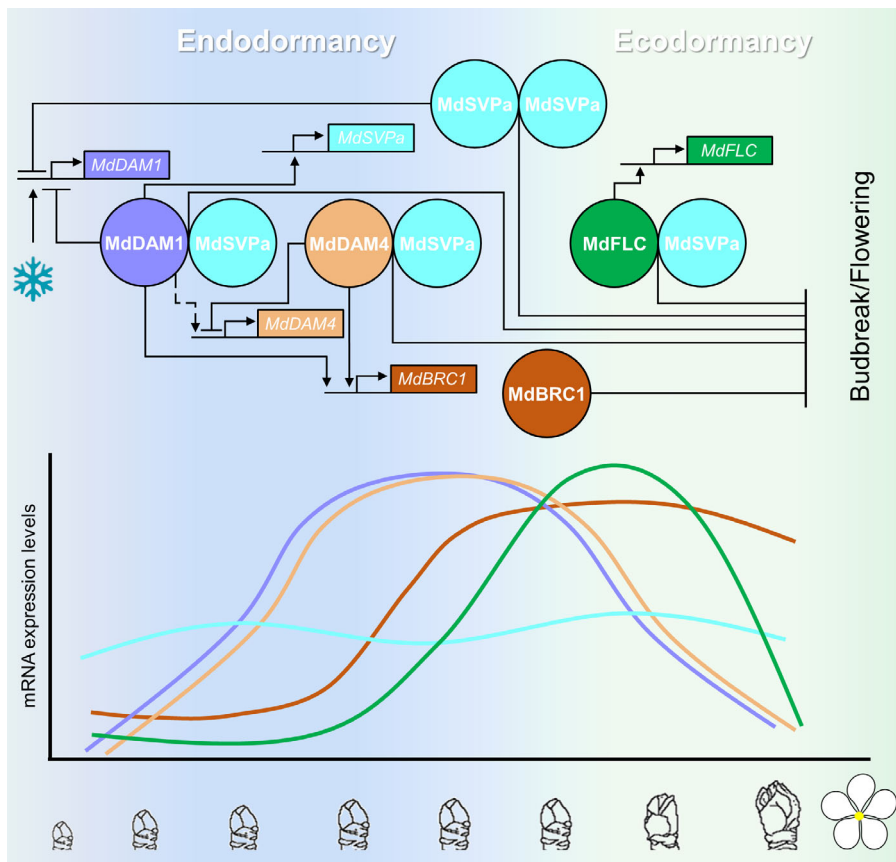 Endodormancy
Ecodormancy
MdSVPa
MdSVPa
MdSVPa
MdDAM1
MdFLC
MdDAM1
MdSVPa
MdDAM4
MdSVPa
MdFLC
MdSVPa
MdDAM4
MdBRC1
MdBRC1
Budbreak/Flowering
mRNA expression levels